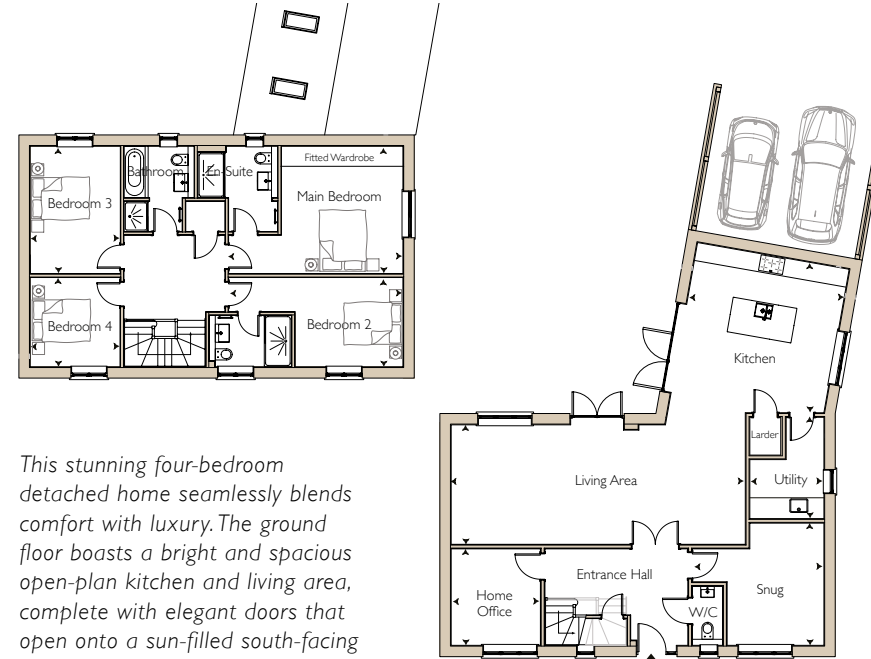 Fitted Wardrobe
Bathroom
En-Suite
Main Bedroom
Bedroom 3
Bedroom 4
Bedroom 2
Kitchen
Larder
Living Area
Utility
Entrance Hall
Home
Office
Snug
W/C
This stunning four-bedroom
detached home seamlessly blends
comfort with luxury. The ground
floor boasts a bright and spacious
open-plan kitchen and living area,
complete with elegant doors that
open onto a sun-filled south-facing